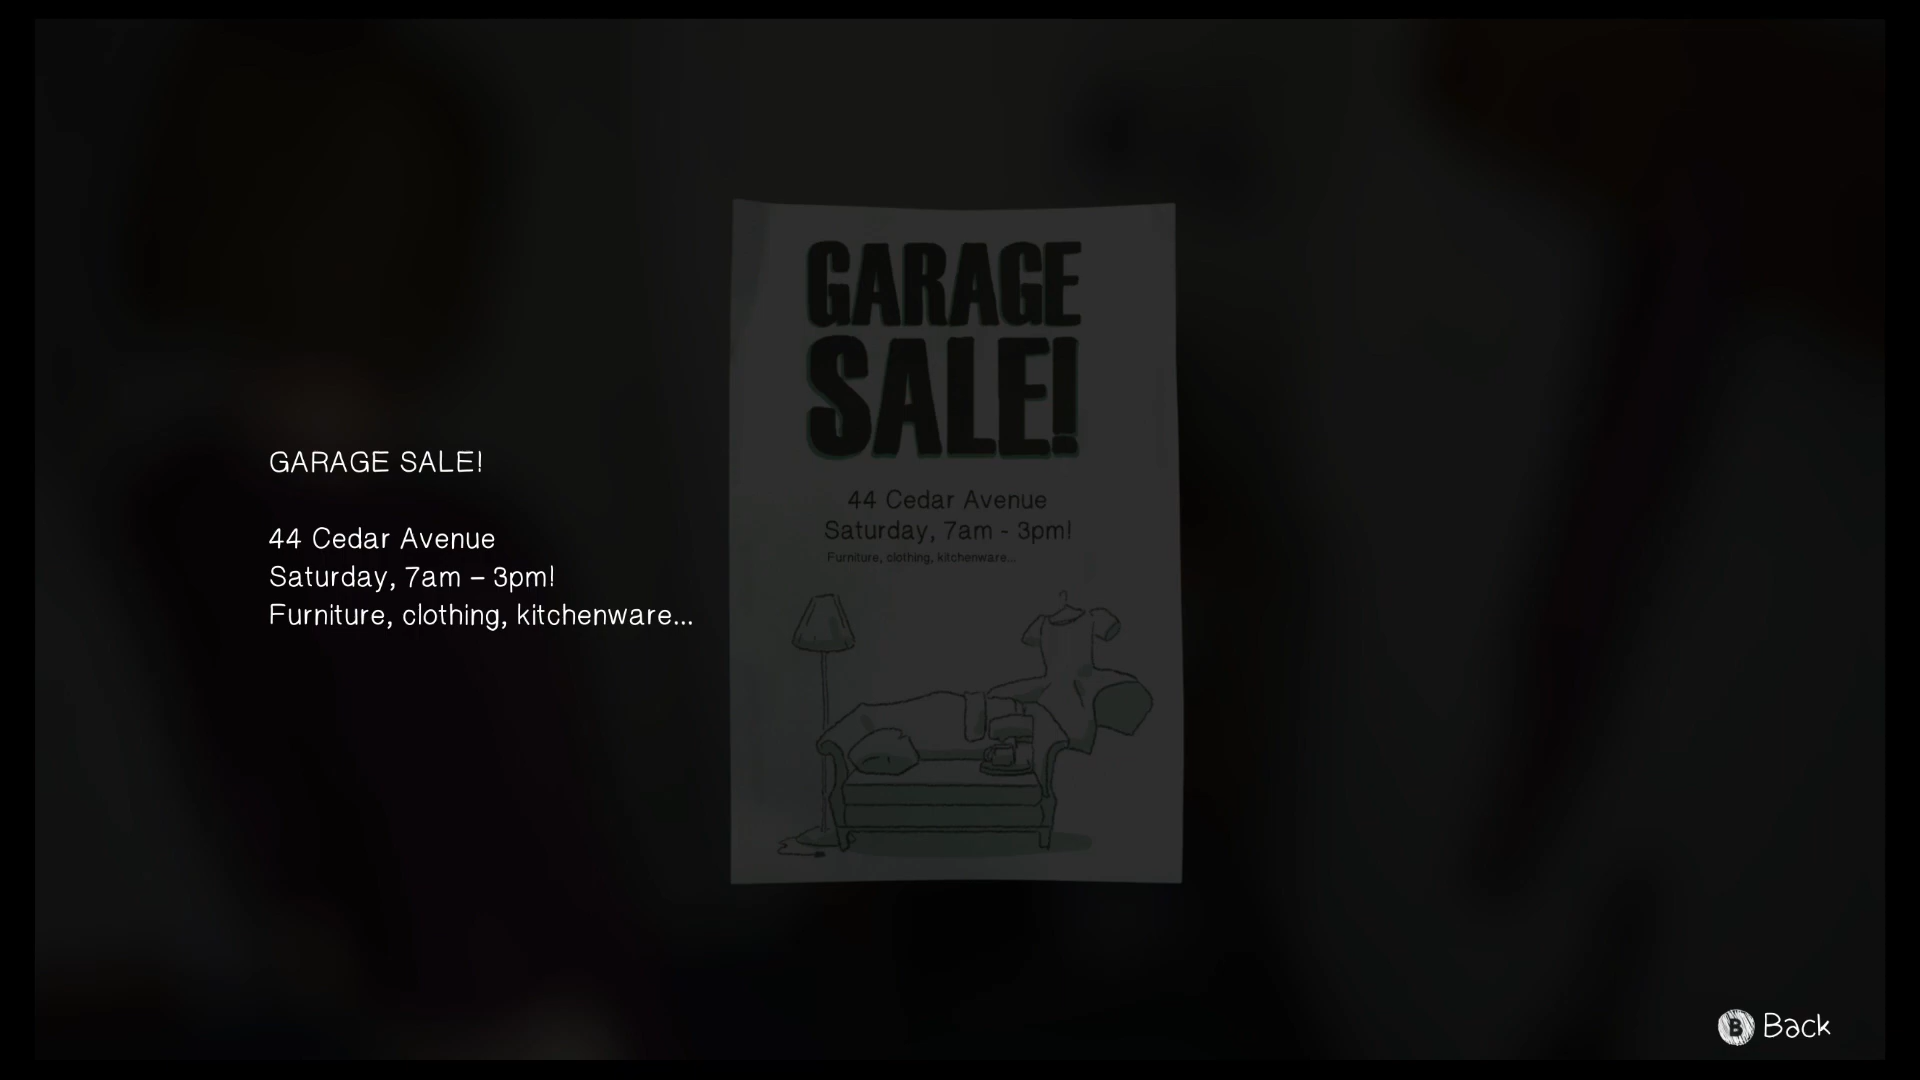 GARAGE SALE!
44 Cedar Avenue
Saturday, 7am – 3pm!
Furniture, clothing, kitchenware...
GARAGE
SALE!
44 Cedar Avenue
Saturday, 7am - 3pm!
Furniture, clothing, kitchenware...
B Back